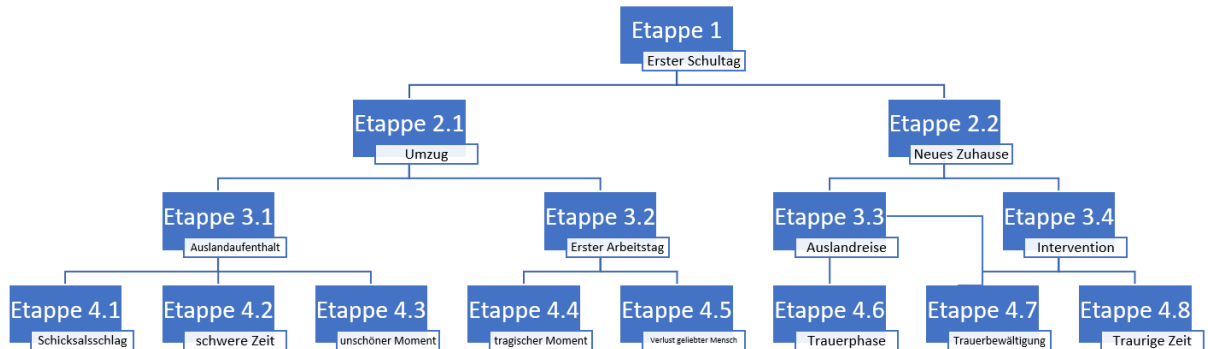 Etappe 1
Erster Schultag
Etappe 2.1
Umzug
Etappe 2.2
Neues Zuhause
Etappe 3.1
Auslandaufenthalt
Etappe 3.2
Erster Arbeitstag
Etappe 3.3
Auslandreise
Etappe 3.4
Intervention
Etappe 4.1
Schicksalsschlag
Etappe 4.2
schwere Zeit
Etappe 4.3
unschöner Moment
Etappe 4.4
tragischer Moment
Etappe 4.5
Verlust geliebter Mensch
Etappe 4.6
Trauerphase
Etappe 4.7
Trauerbewältigung
Etappe 4.8
Traurige Zeit